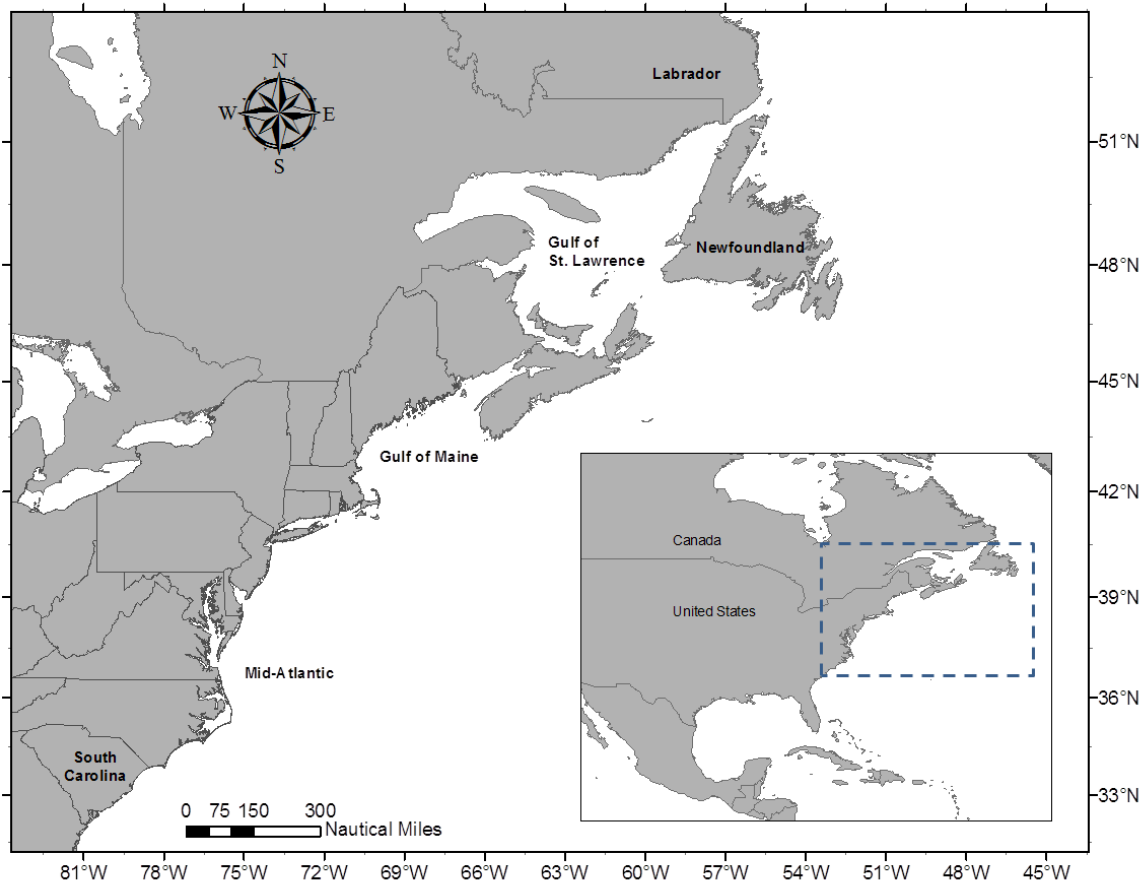 N
W E
S
Labrador
Gulf of
St. Lawrence
Newfoundland
Gulf of Maine
Mid-Atlantic
South
Carolina
0 75 150 300
Nautical Miles
Canada
United States
51°N
48°N
45°N
42°N
39°N
36°N
33°N
81°W 78°W 75°W 72°W 69°W 66°W 63°W 60°W 57°W 54°W 51°W 48°W 45°W